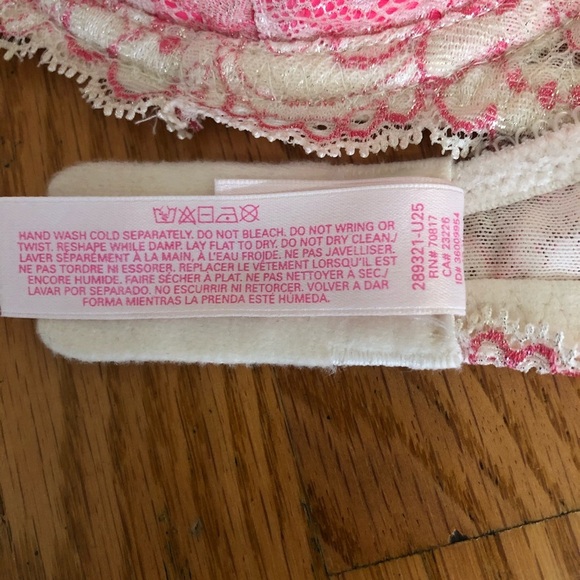 HAND WASH COLD SEPARATELY. DO NOT BLEACH. DO NOT WRING OR
TWIST. RESHAPE WHILE DAMP. LAY FLAT TO DRY. DO NOT DRY CLEAN./
LAVER SÉPARÉMENT À LA MAIN, À L'EAU FROIDE. NE PAS JAVELLISER.
NE PAS TORDRE NI ESSORER. REPLACER LE VÊTEMENT LORSQU'IL EST
ENCORE HUMIDE. FAIRE SÉCHER À PLAT. NE PAS NETTOYER À SEC./
LAVAR POR SEPARADO. NO ESCURRIR NI RETORCER. VOLVER A DAR
FORMA MIENTRAS LA PRENDA ESTÉ HÚMEDA.
289321-U25
RN# 70817
CA# 23226
ID# 36009954